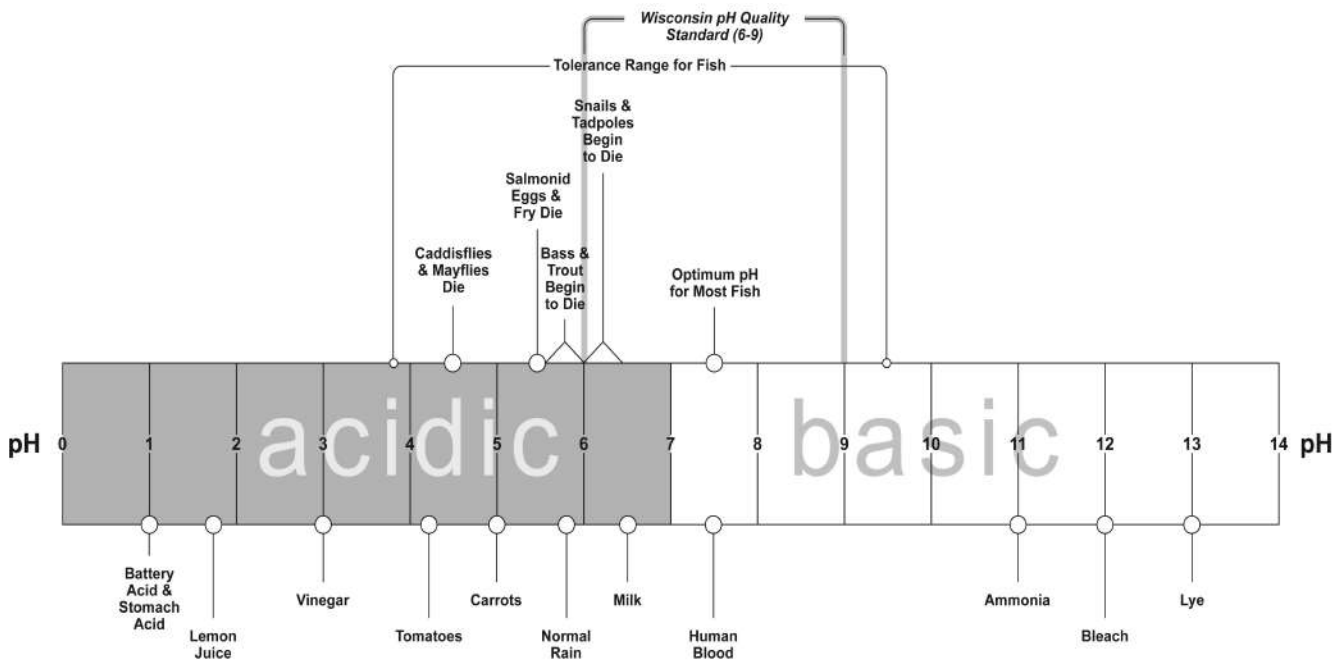 Wisconsin pH Quality
Standard (6-9)
Tolerance Range for Fish
Snails &
Tadpoles
Begin
to Die
Salmonid
Eggs &
Fry Die
Caddisflies
& Mayflies
Die
Bass &
Trout
Begin
to Die
Optimum pH
for Most Fish
acidic basic
pH 0 1 2 3 4 5 6 7 8 9 10 11 12 13 14 pH
Battery
Acid &
Stomach
Acid
Lemon
Juice
Vinegar
Tomatoes
Carrots
Normal
Rain
Milk
Human
Blood
Ammonia
Bleach
Lye